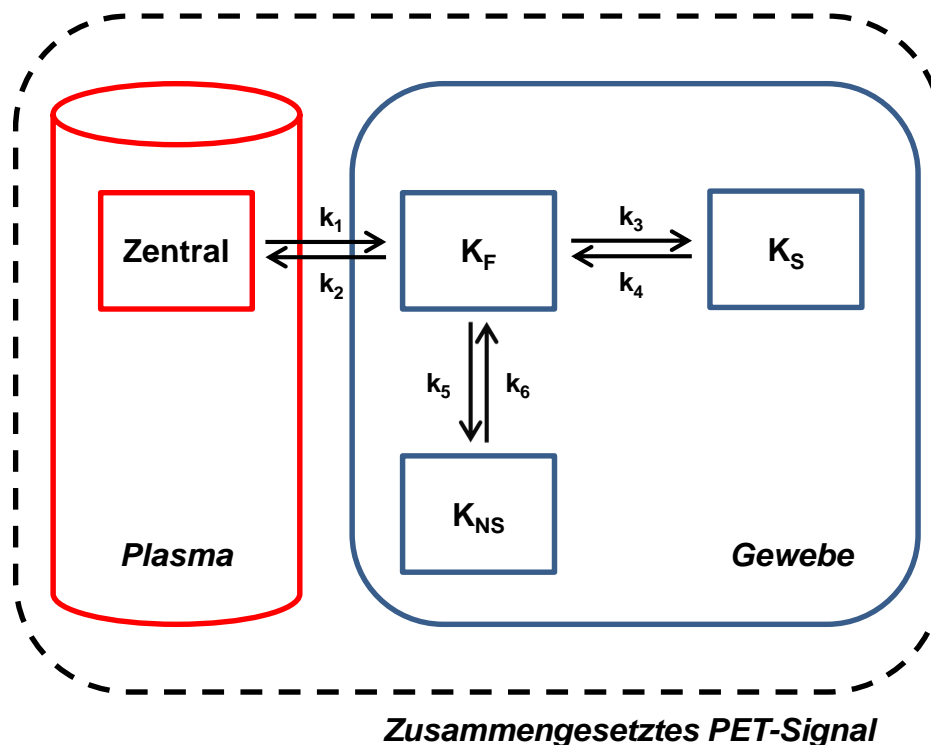 Zentral
k1
k2
KF
k3
k4
KS
k5
k6
KNS
Plasma
Gewebe
Zusammengesetztes PET-Signal